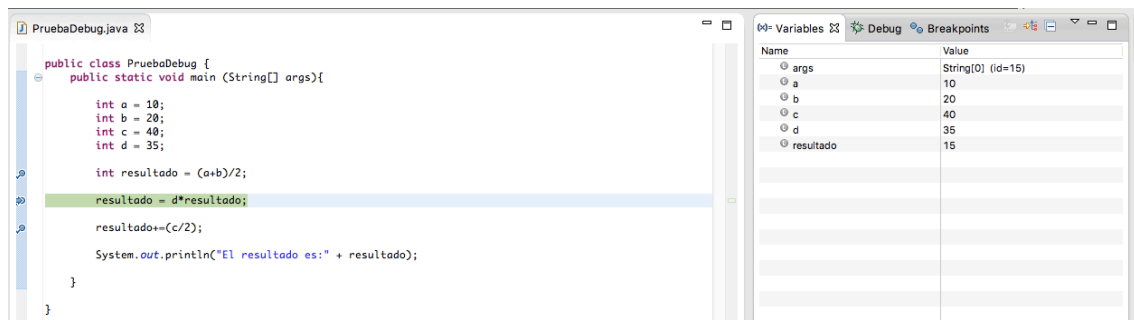 PruebaDebug.java
public class PruebaDebug {
public static void main (String[] args){
int a = 10;
int b = 20;
int c = 40;
int d = 35;
int resultado = (a+b)/2;
resultado = d*resultado;
resultado+=(c/2);
System.out.println("El resultado es:" + resultado);
}
}
(x)= Variables Debug Breakpoints
Name Value
args String[0] (id=15)
a 10
b 20
c 40
d 35
resultado 15